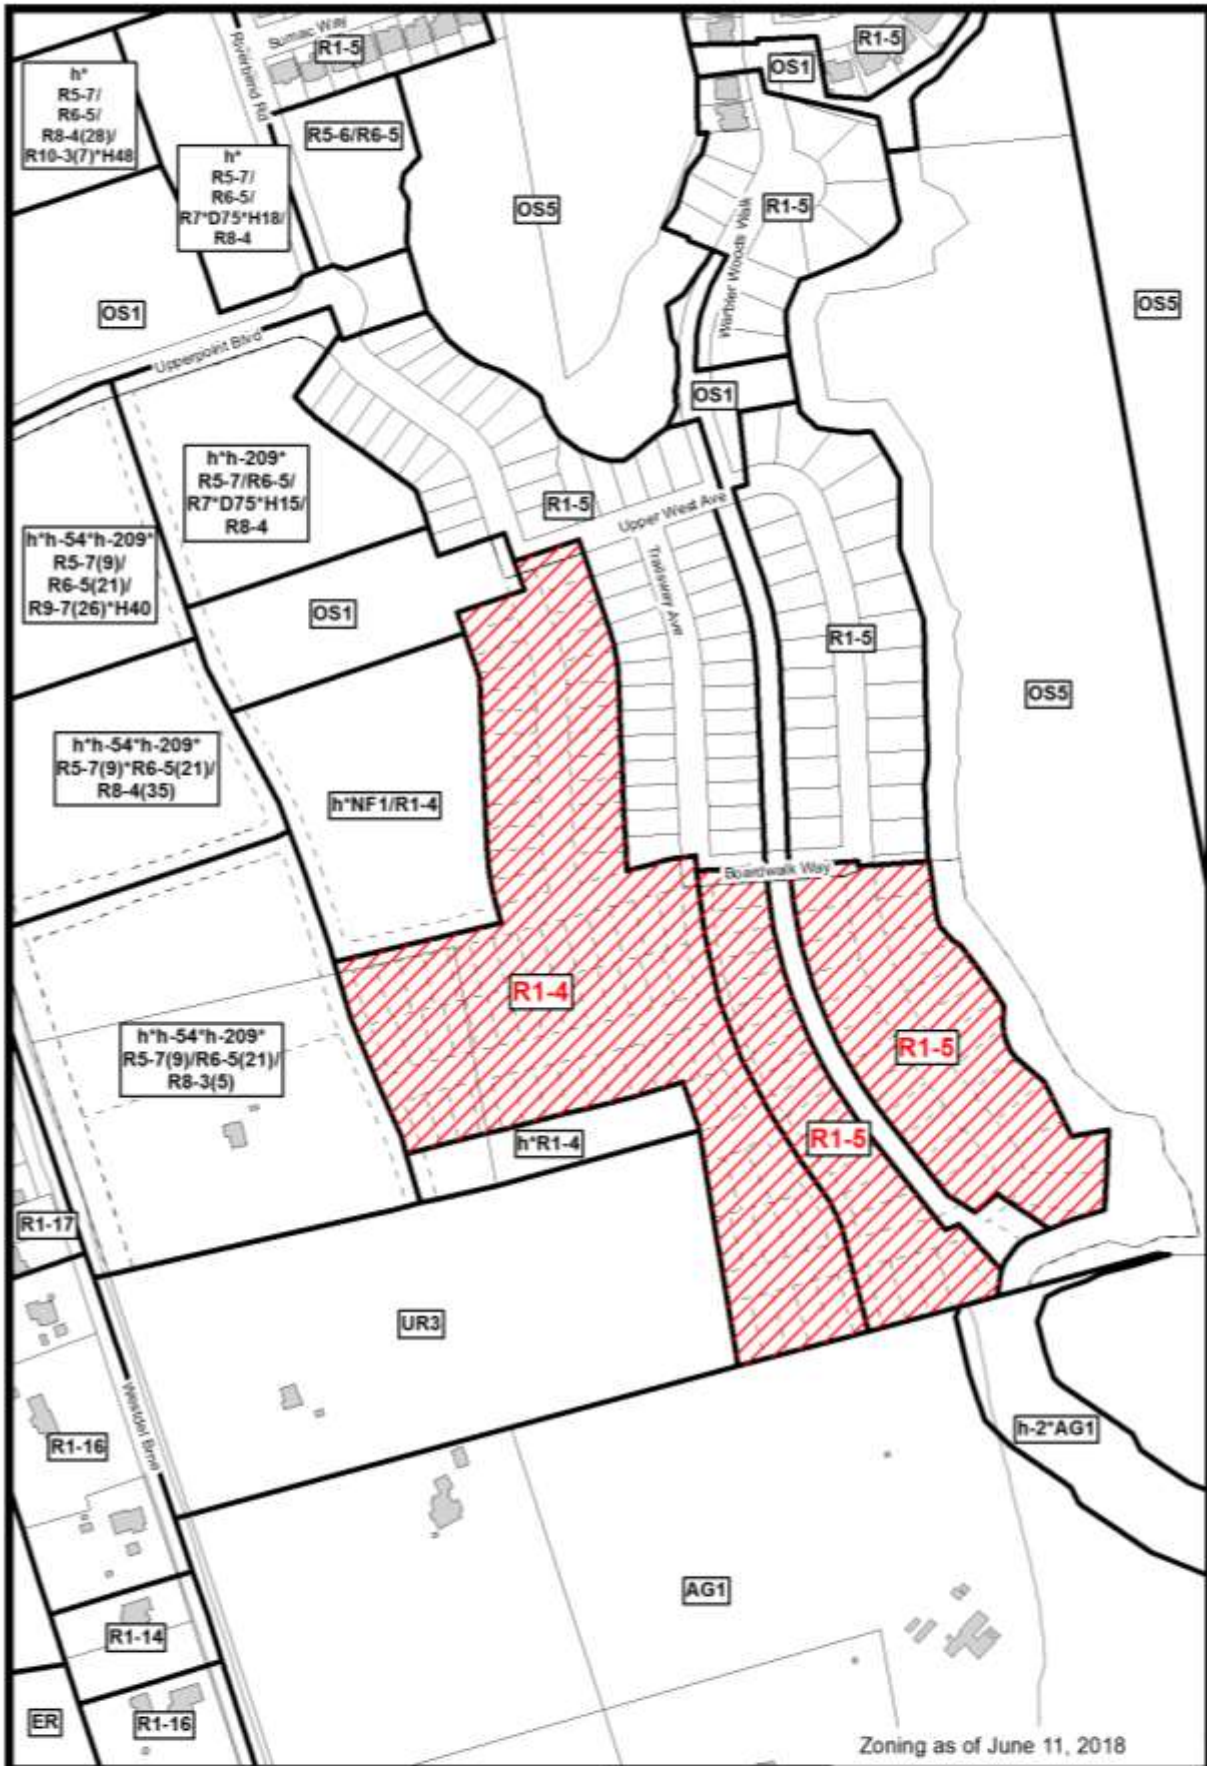 Sumac Way
R1-5
R1-5
OS1
Riverbend Rd
h*
R5-7/
R6-5/
R8-4(28)/
R10-3(7)*H48
R5-6/R6-5
h*
R5-7/
R6-5/
R7*D75*H18/
R8-4
OS5
R1-5
Warbler Woods Walk
OS1
OS5
Upperpoint Blvd
OS1
h*h-209*
R5-7/R6-5/
R7*D75*H15/
R8-4
R1-5
Upper West Ave
h*h-54*h-209*
R5-7(9)/
R6-5(21)/
R9-7(26)*H40
Trailsway Ave
OS1
R1-5
OS5
h*h-54*h-209*
R5-7(9)*R6-5(21)/
R8-4(35)
h*NF1/R1-4
Boardwalk Way
R1-4
h*h-54*h-209*
R5-7(9)/R6-5(21)/
R8-3(5)
R1-5
R1-5
h*R1-4
R1-17
UR3
Westdel Brne
R1-16
h-2*AG1
AG1
R1-14
ER
R1-16
Zoning as of June 11, 2018